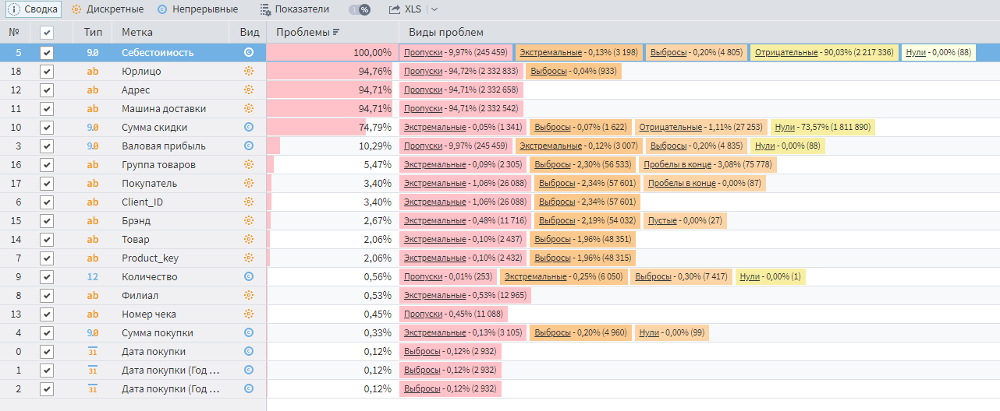 Сводка Дискретные Непрерывные Показатели 1 % XLS
№ Тип Метка Вид Проблемы Виды проблем
5 9.0 Себестоимость 100,00% Пропуски - 9,97% (245 459) Экстремальные - 0,13% (3 198) Выбросы - 0,20% (4 805) Отрицательные - 90,03% (2 217 336) Нули - 0,00% (88)
18 ab Юрлицо 94,76% Пропуски - 94,72% (2 332 833) Выбросы - 0,04% (933)
12 ab Адрес 94,71% Пропуски - 94,71% (2 332 658)
11 ab Машина доставки 94,71% Пропуски - 94,71% (2 332 542)
10 9.0 Сумма скидки 74,79% Экстремальные - 0,05% (1 341) Выбросы - 0,07% (1 622) Отрицательные - 1,11% (27 253) Нули - 73,57% (1 811 890)
3 9.0 Валовая прибыль 10,29% Пропуски - 9,97% (245 459) Экстремальные - 0,12% (3 007) Выбросы - 0,20% (4 835) Нули - 0,00% (88)
16 ab Группа товаров 5,47% Экстремальные - 0,09% (2 305) Выбросы - 2,30% (56 533) Пробелы в конце - 3,08% (75 778)
17 ab Покупатель 3,40% Экстремальные - 1,06% (26 088) Выбросы - 2,34% (57 601) Пробелы в конце - 0,00% (87)
6 ab Client_ID 3,40% Экстремальные - 1,06% (26 088) Выбросы - 2,34% (57 601)
15 ab Брэнд 2,67% Экстремальные - 0,48% (11 716) Выбросы - 2,19% (54 032) Пустые - 0,00% (27)
14 ab Товар 2,06% Экстремальные - 0,10% (2 437) Выбросы - 1,96% (48 351)
7 ab Product_key 2,06% Экстремальные - 0,10% (2 432) Выбросы - 1,96% (48 315)
9 12 Количество 0,56% Пропуски - 0,01% (253) Экстремальные - 0,25% (6 050) Выбросы - 0,30% (7 417) Нули - 0,00% (1)
8 ab Филиал 0,53% Экстремальные - 0,53% (12 965)
13 ab Номер чека 0,45% Пропуски - 0,45% (11 088)
4 9.0 Сумма покупки 0,33% Экстремальные - 0,13% (3 105) Выбросы - 0,20% (4 960) Нули - 0,00% (99)
0 31 Дата покупки 0,12% Выбросы - 0,12% (2 932)
1 31 Дата покупки (Год ... 0,12% Выбросы - 0,12% (2 932)
2 31 Дата покупки (Год ... 0,12% Выбросы - 0,12% (2 932)